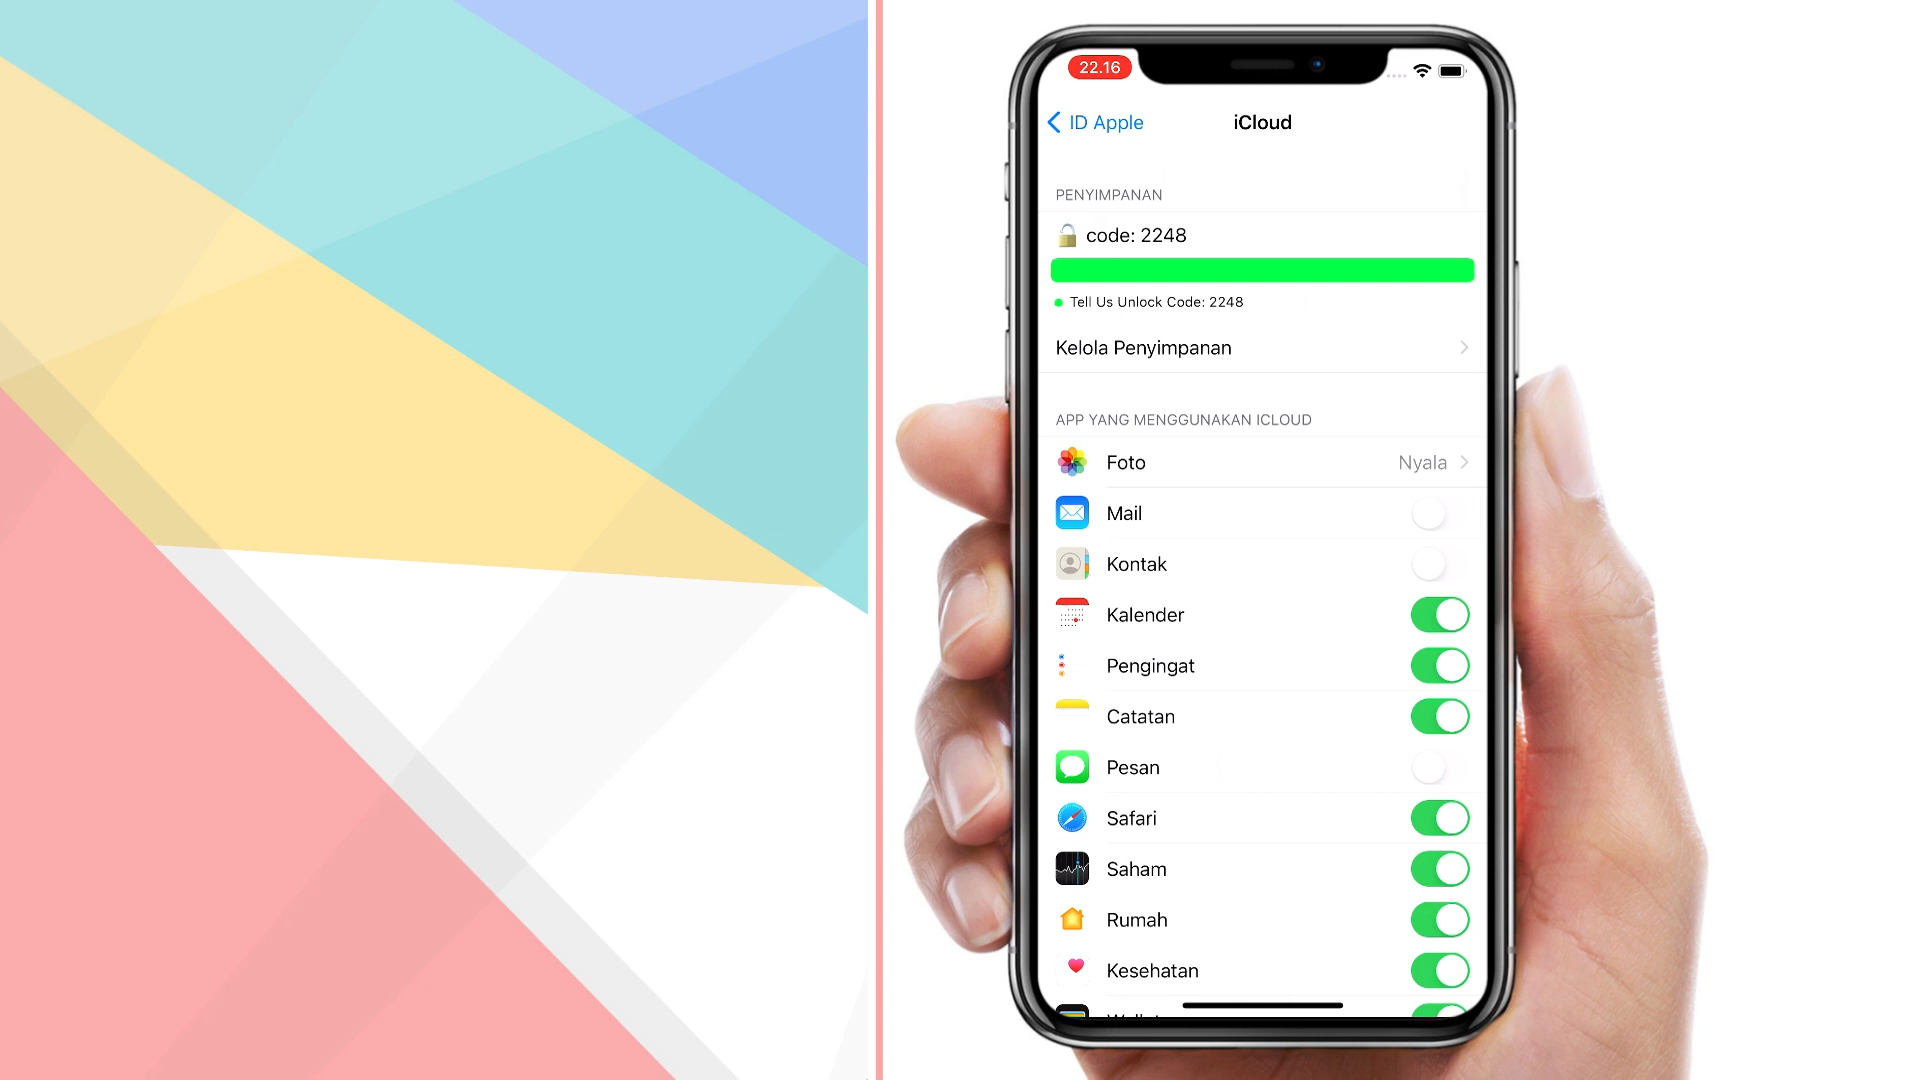 22.16
ID Apple
iCloud
PENYIMPANAN
code: 2248
Tell Us Unlock Code: 2248
Kelola Penyimpanan
APP YANG MENGGUNAKAN ICLOUD
Foto Nyala
Mail
Kontak
Kalender
Pengingat
Catatan
Pesan
Safari
Saham
Rumah
Kesehatan